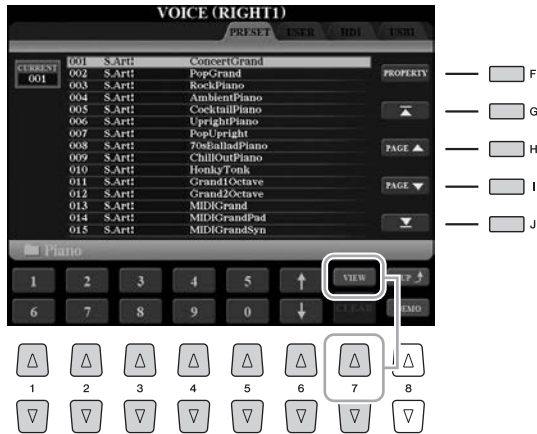 VOICE (RIGHT1)
PRESET USER HDI USB1
CURRENT
001
001 S.Art! ConcertGrand
002 S.Art! PopGrand
003 S.Art! RockPiano
004 S.Art! AmbientPiano
005 S.Art! CocktailPiano
006 S.Art! UprightPiano
007 S.Art! PopUpright
008 S.Art! 70sBalladPiano
009 S.Art! ChillOutPiano
010 S.Art! HonkyTonk
011 S.Art! Grand1Octave
012 S.Art! Grand2Octave
013 S.Art! MIDIGrand
014 S.Art! MIDIGrandPad
015 S.Art! MIDIGrandSyn
PROPERTY
PAGE
PAGE
F
G
H
I
J
Piano
1 2 3 4 5 VIEW UP
6 7 8 9 0 CLEAR DEMO
1 2 3 4 5 6 7 8